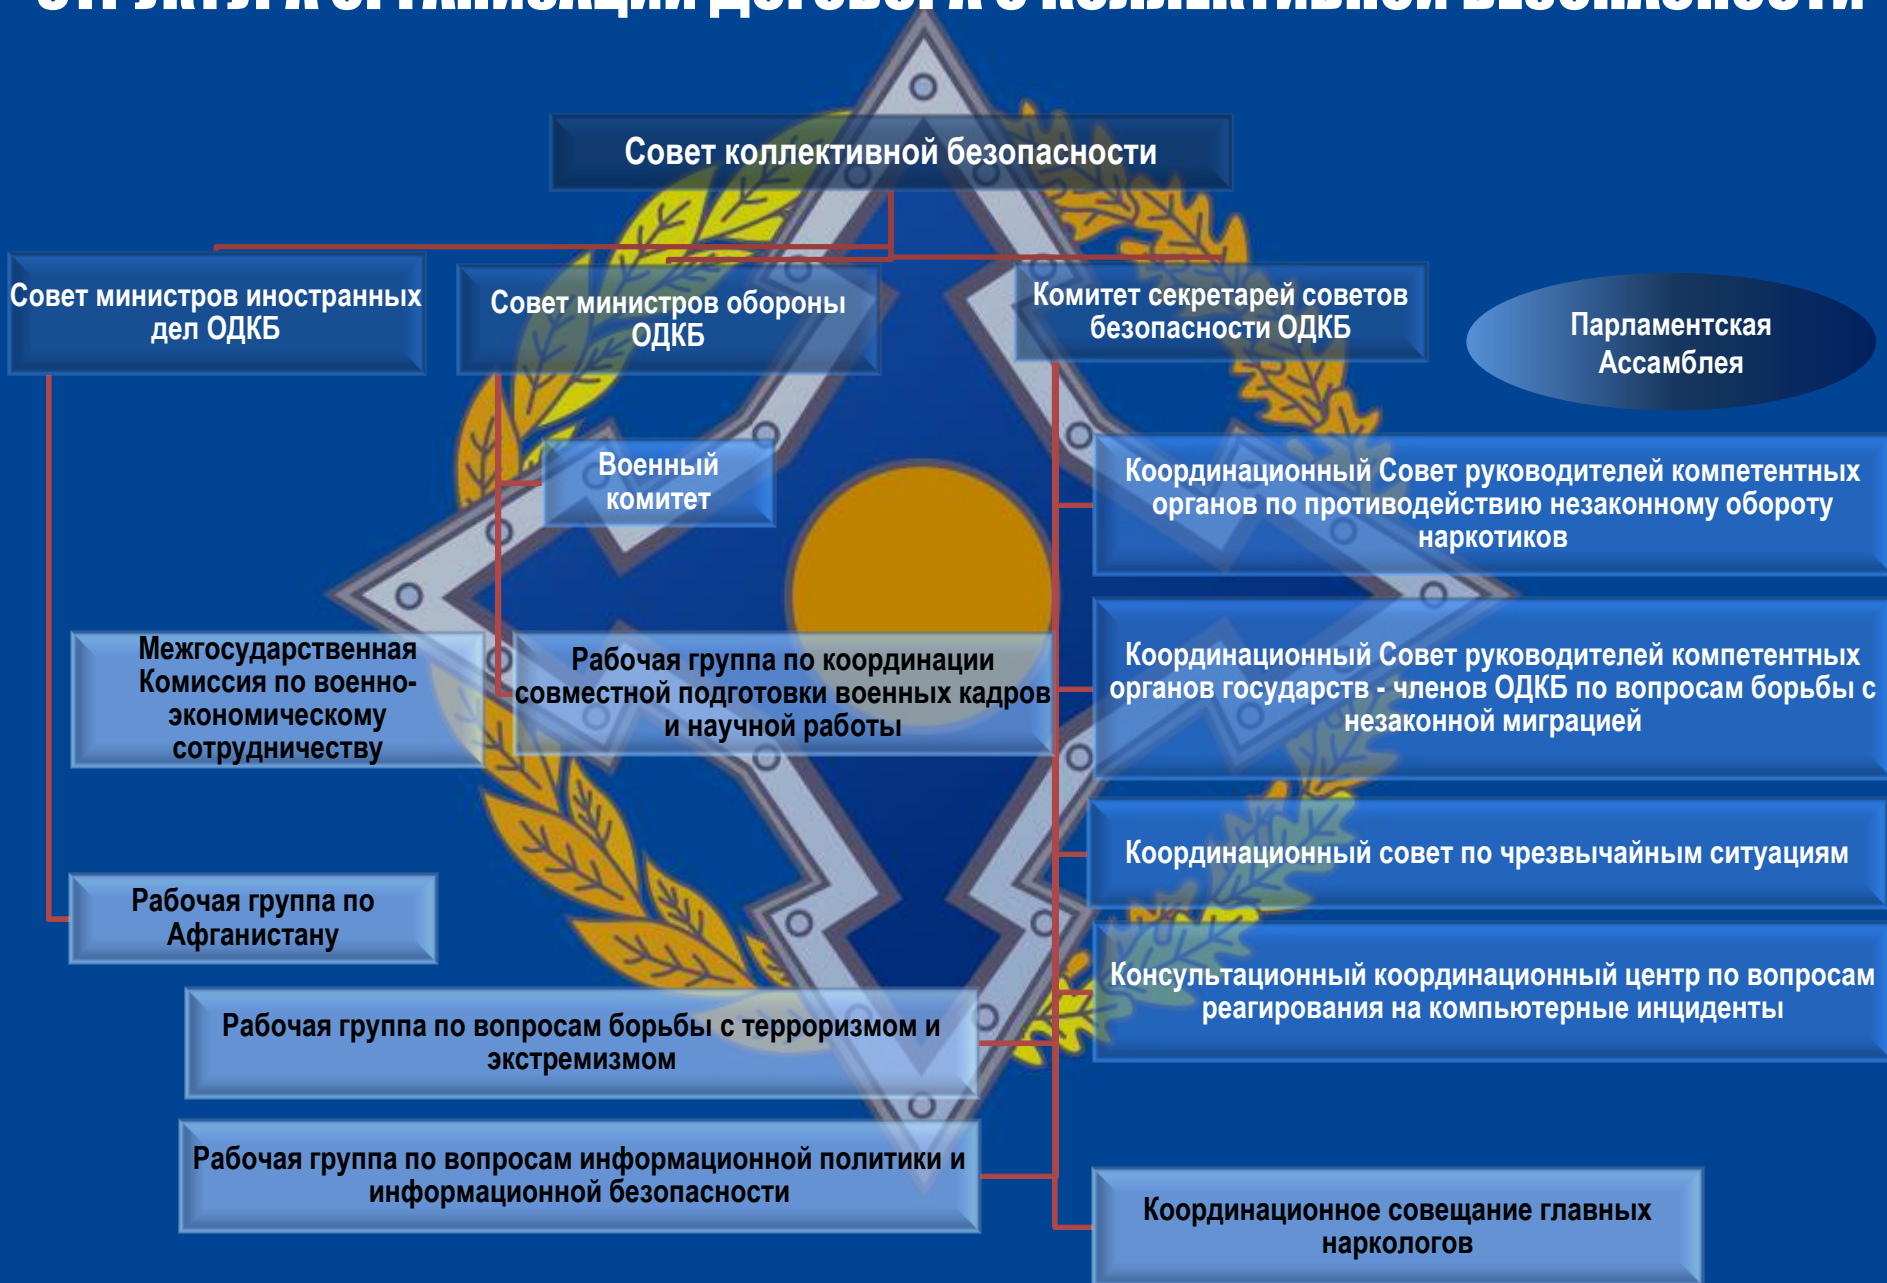 СТРУКТУРА ОРГАНИЗАЦИИ ДОГОВОРА О КОЛЛЕКТИВНОЙ БЕЗОПАСНОСТИ
Совет коллективной безопасности
Совет министров иностранных
дел ОДКБ
Совет министров обороны
ОДКБ
Комитет секретарей советов
безопасности ОДКБ
Парламентская
Ассамблея
Военный
комитет
Координационный Совет руководителей компетентных
органов по противодействию незаконному обороту
наркотиков
Межгосударственная
Комиссия по военно-
экономическому
сотрудничеству
Рабочая группа по координации
совместной подготовки военных кадров
и научной работы
Координационный Совет руководителей компетентных
органов государств - членов ОДКБ по вопросам борьбы с
незаконной миграцией
Координационный совет по чрезвычайным ситуациям
Рабочая группа по
Афганистану
Консультационный координационный центр по вопросам
реагирования на компьютерные инциденты
Рабочая группа по вопросам борьбы с терроризмом и
экстремизмом
Рабочая группа по вопросам информационной политики и
информационной безопасности
Координационное совещание главных
наркологов